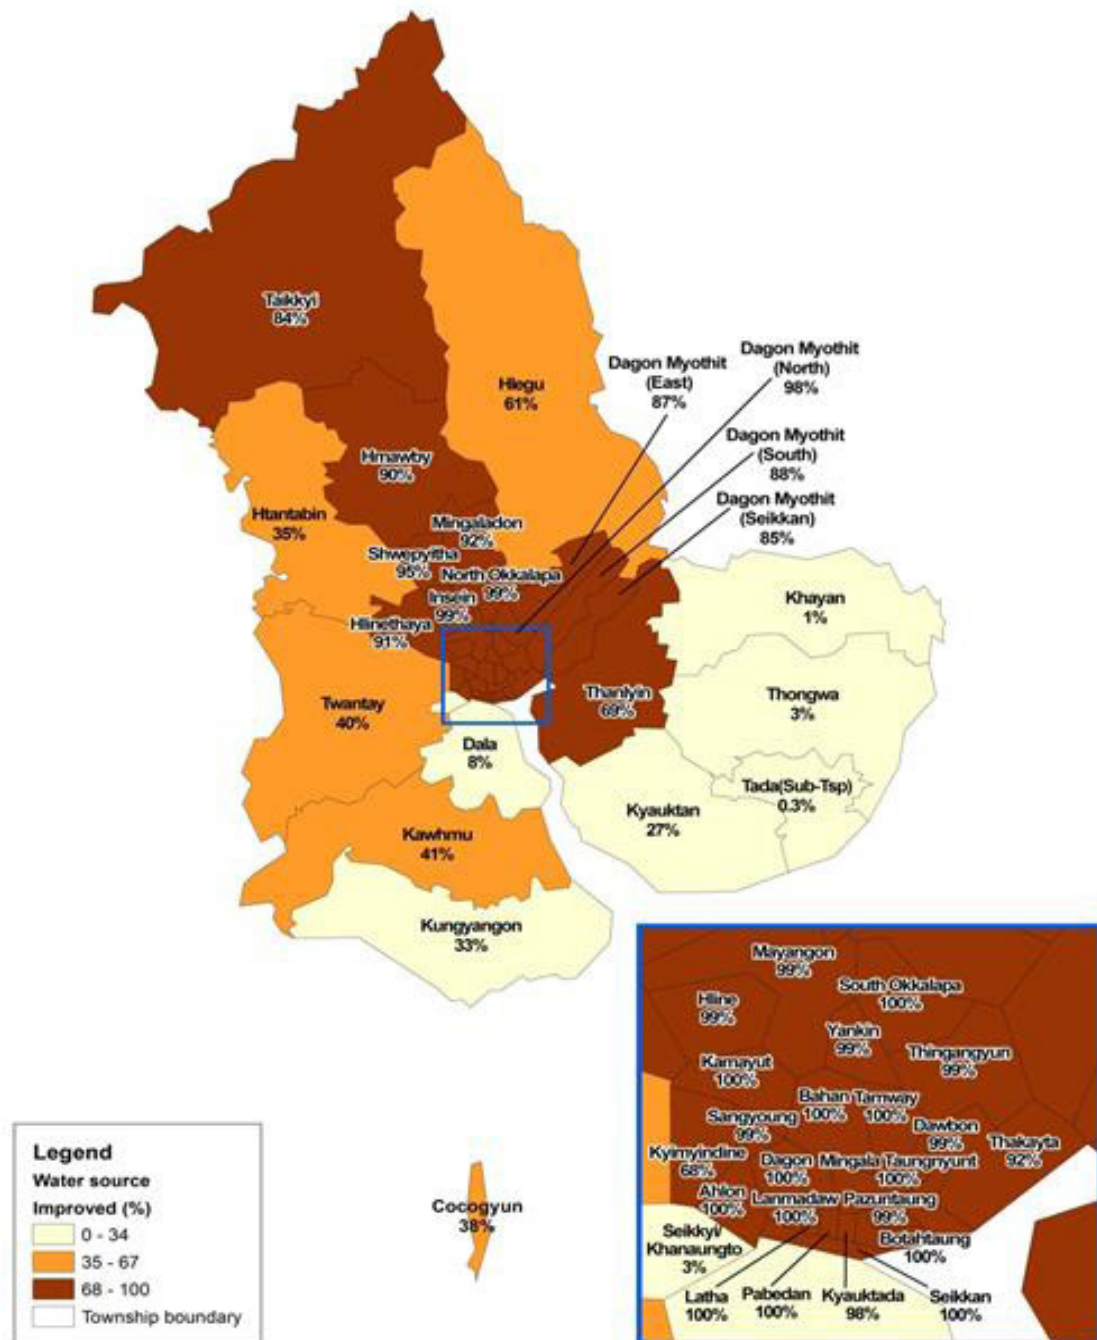 Taikkyi
84%
Hlegu
61%
Dagon Myothit
(East)
87%
Dagon Myothit
(North)
98%
Dagon Myothit
(South)
88%
Dagon Myothit
(Seikkan)
85%
Hmawby
90%
Htantabin
35%
Mingaladon
92%
Shwepyitha
95%
North Okkalapa
99%
Insein
99%
Hlinethaya
91%
Khayan
1%
Thongwa
3%
Thanlyin
69%
Twantay
40%
Dala
8%
Tada(Sub-Tsp)
0.3%
Kyauktan
27%
Kawhmu
41%
Kungyangon
33%
Mayangon
99%
South Okkalapa
100%
Hline
99%
Yankin
99%
Thingangyun
99%
Kamayut
100%
Bahan
100%
Tamway
100%
Sangyoung
99%
Dawbon
99%
Thakayta
92%
Kyimyindine
68%
Dagon
100%
Mingala Taungnyunt
100%
Ahlon
100%
Lanmadaw
100%
Pazuntaung
99%
Botahtaung
100%
Seikkyi/
Khanaungto
3%
Latha
100%
Pabedan
100%
Kyauktada
98%
Seikkan
100%
Cocogyun
38%
Legend
Water source
Improved (%)
0 - 34
35 - 67
68 - 100
Township boundary